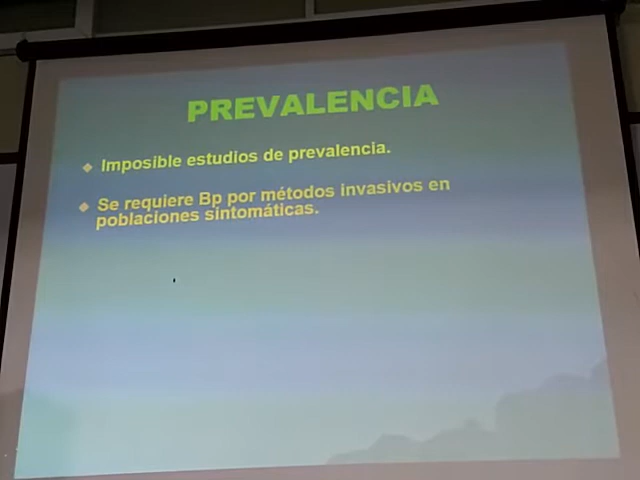 PREVALENCIA
Imposible estudios de prevalencia.
Se requiere Bp por métodos invasivos en
poblaciones sintomáticas.